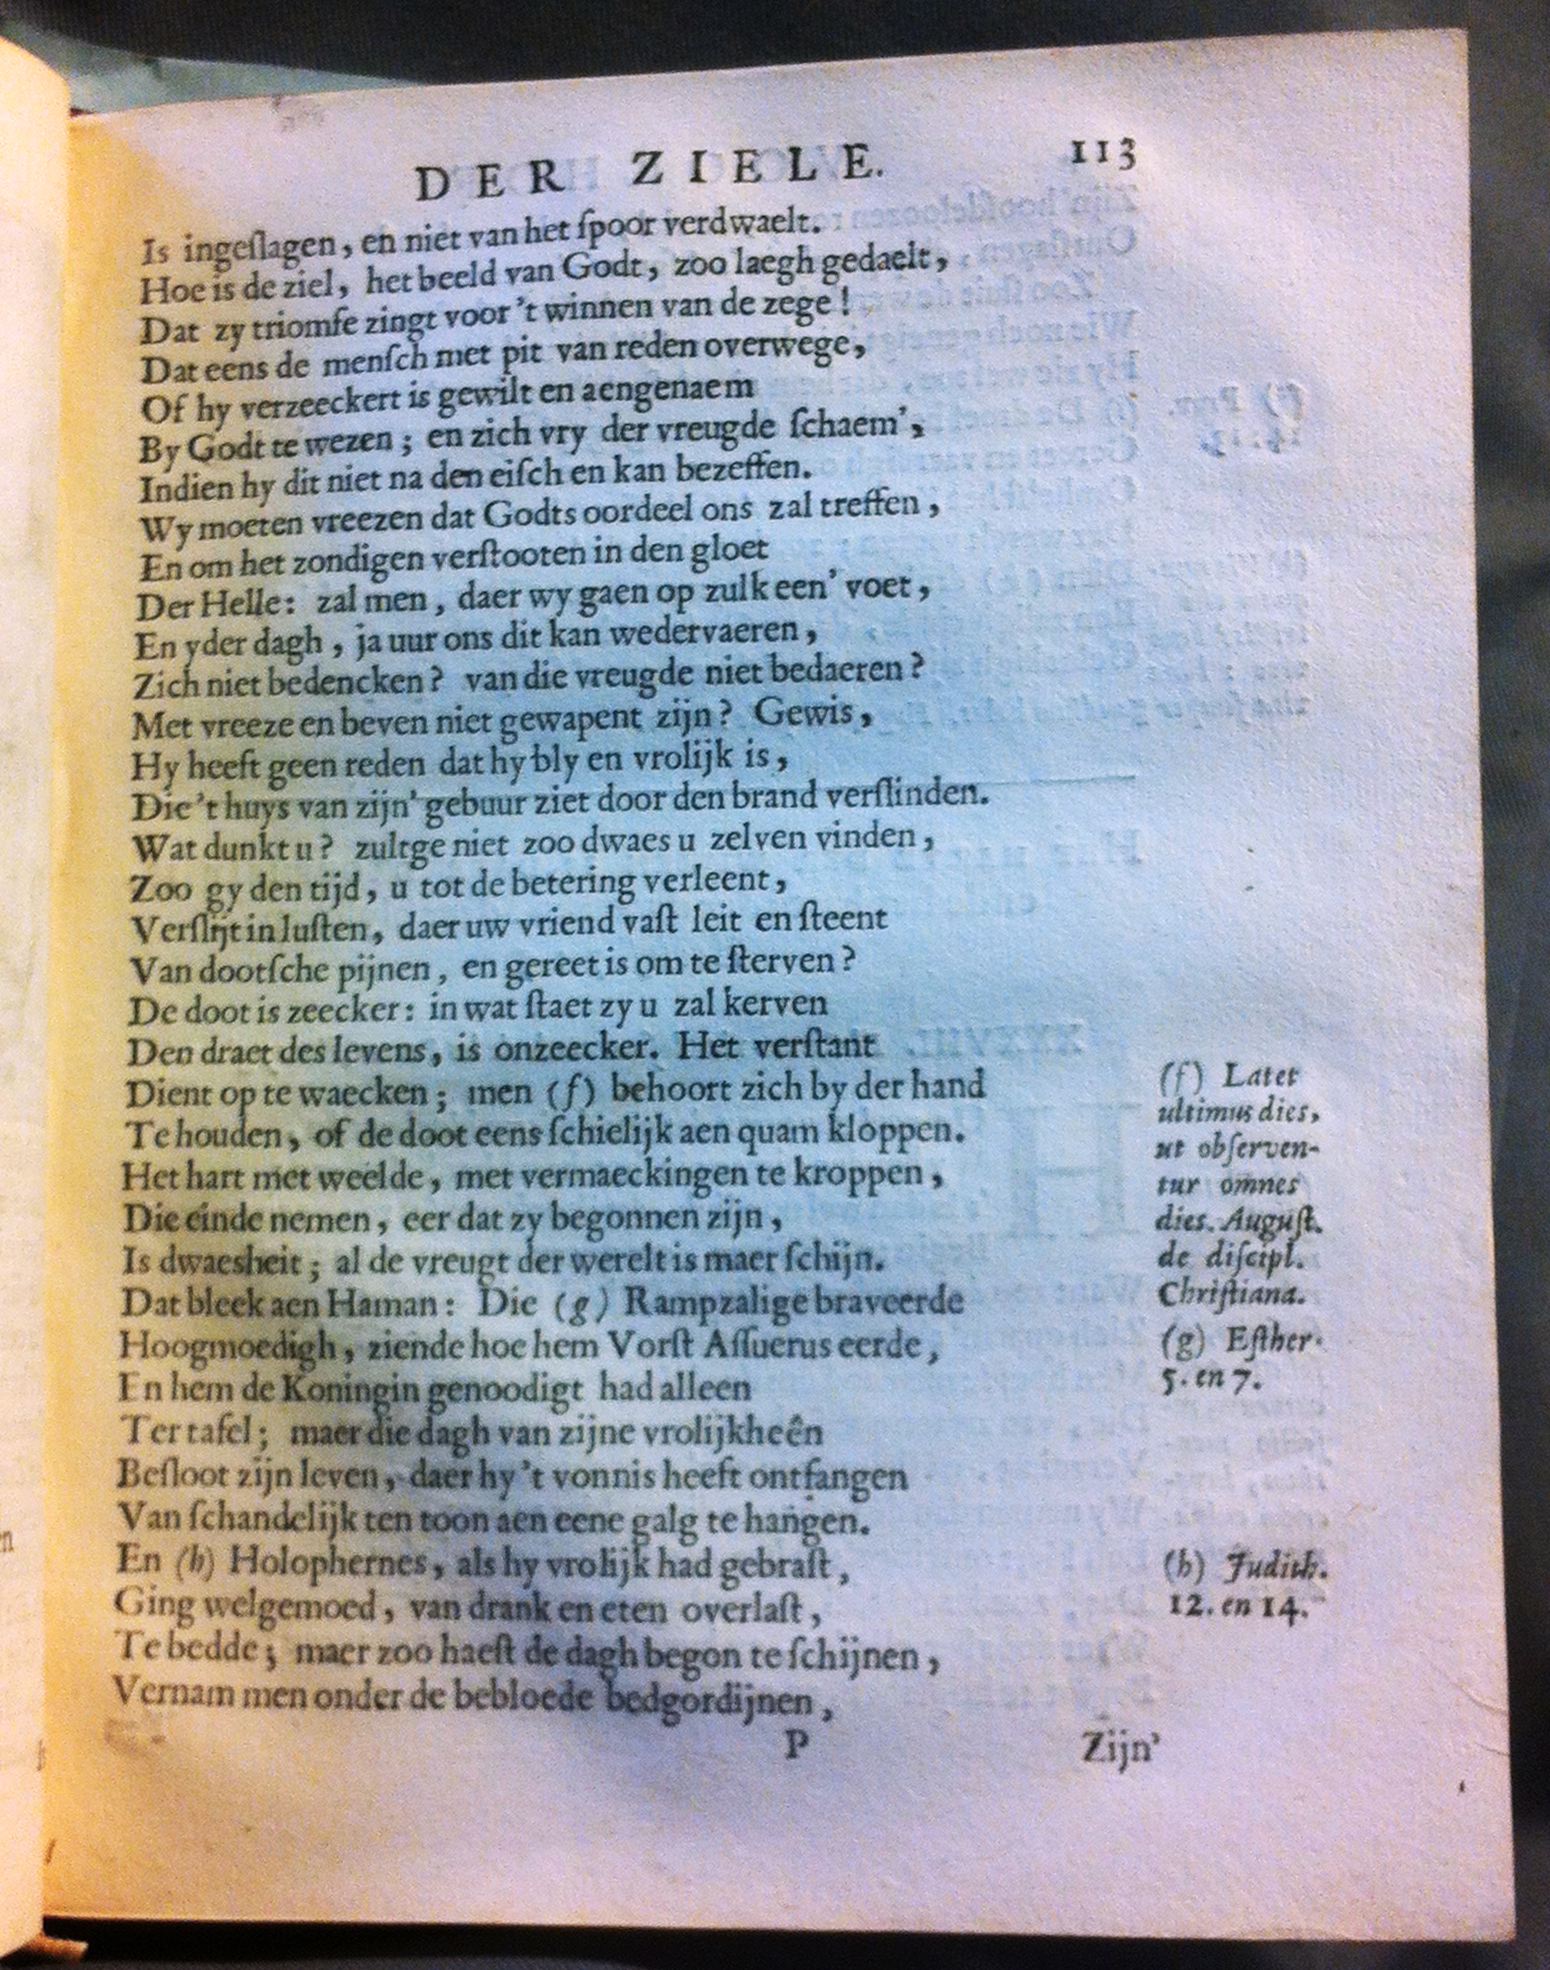 DER ZIELE. 113
Is ingeſlagen, en niet van het ſpoor verdwaelt.
Hoe is de ziel, het beeld van Godt, zoo laegh gedaelt,
Dat zy triomfe zingt voor 't winnen van de zege!
Dat eens de menſch met pit van reden overwege,
Of hy verzeeckert is gewilt en aengenaem
By Godt te wezen; en zich vry der vreugde ſchaem',
Indien hy dit niet na den eiſch en kan bezeffen.
Wy moeten vreezen dat Godts oordeel ons zal treffen,
En om het zondigen verſtooten in den gloet
Der Helle: zal men, daer wy gaen op zulk een' voet,
En yder dagh, ja uur ons dit kan wedervaeren,
Zich niet bedencken? van die vreugde niet bedaeren?
Met vreeze en beven niet gewapent zijn? Gewis,
Hy heeft geen reden dat hy bly en vrolijk is,
Die 't huys van zijn' gebuur ziet door den brand verſlinden.
Wat dunkt u? zultge niet zoo dwaes u zelven vinden,
Zoo gy den tijd, u tot de betering verleent,
Verſlijt in luſten, daer uw vriend vaſt leit en ſteent
Van dootſche pijnen, en gereet is om te ſterven?
De doot is zeecker: in wat ſtaet zy u zal kerven
Den draet des levens, is onzeecker. Het verſtant
Dient op te waecken; men (f) behoort zich by der hand
Te houden, of de doot eens ſchielijk aen quam kloppen.
Het hart met weelde, met vermaeckingen te kroppen,
Die einde nemen, eer dat zy begonnen zijn,
Is dwaesheit; al de vreugt der werelt is maer ſchijn.
Dat bleek aen Haman: Die (g) Rampzalige braveerde
Hoogmoedigh, ziende hoe hem Vorſt Aſſuerus eerde,
En hem de Koningin genoodigt had alleen
Ter tafel; maer die dagh van zijne vrolijkheên
Beſloot zijn leven, daer hy 't vonnis heeft ontfangen
Van ſchandelijk ten toon aen eene galg te hangen.
En (h) Holophernes, als hy vrolijk had gebraſt,
Ging welgemoed, van drank en eten overlaſt,
Te bedde; maer zoo haeſt de dagh begon te ſchijnen,
Vernam men onder de bebloede bedgordijnen,
(f) Latet
ultimus dies,
ut obſerven-
tur omnes
dies. Auguſt.
de diſcipl.
Chriſtiana.
(g) Eſther.
5. en 7.
(h) Judith.
12. en 14.
P Zijn'